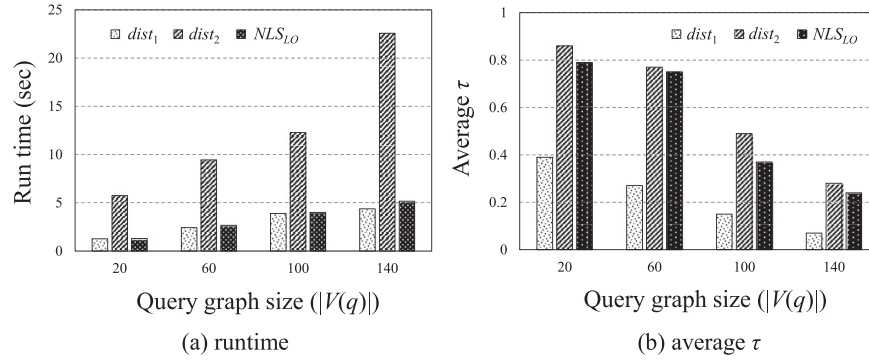 25
20
15
10
5
0
dist1 dist2 NLSLO
Run time (sec)
20 60 100 140
Query graph size (|V(q)|)
(a) runtime
1
0.8
0.6
0.4
0.2
0
dist1 dist2 NLSLO
Average τ
20 60 100 140
Query graph size (|V(q)|)
(b) average τ